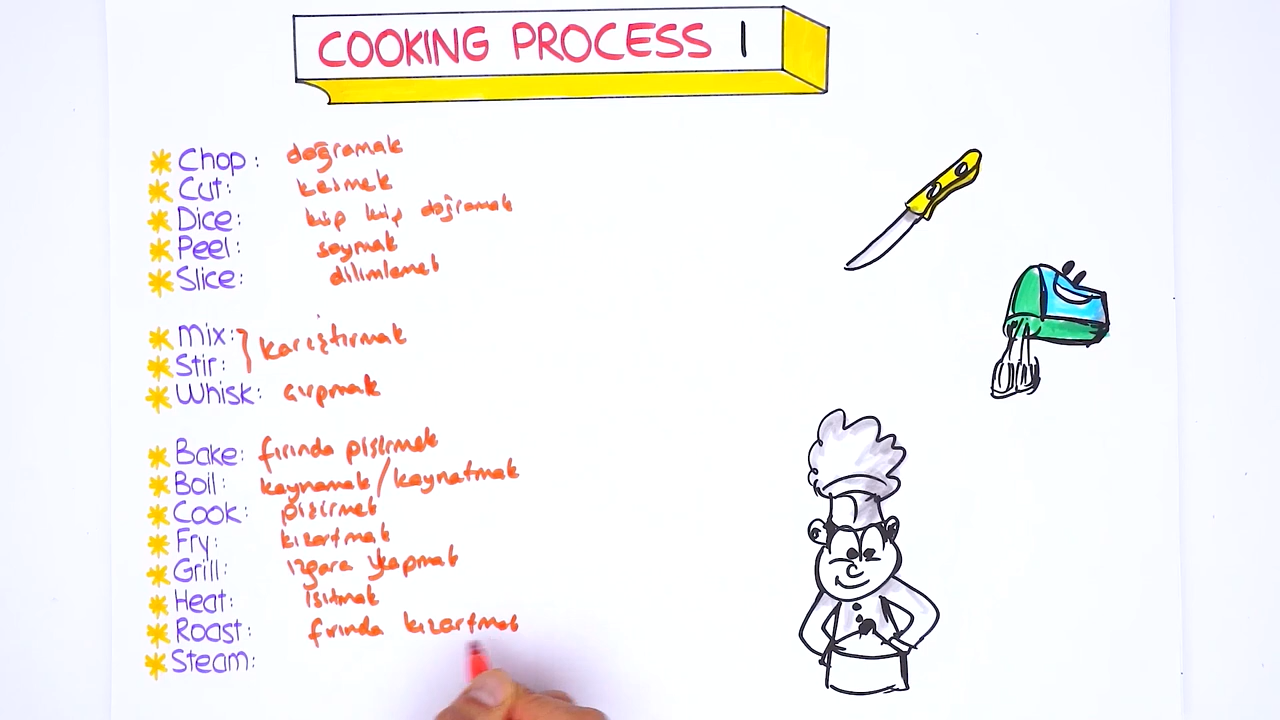 COOKING PROCESS 1
Chop: doğramak
Cut: kesmek
Dice: küp küp doğramak
Peel: soymak
Slice: dilimlemek
Mix:
Stir: } karıştırmak
Whisk: çırpmak
Bake: fırında pişirmek
Boil: kaynamak / kaynatmak
Cook: pişirmek
Fry: kızartmak
Grill: ızgara yapmak
Heat: ısıtmak
Roast: fırında kızartmak
Steam: